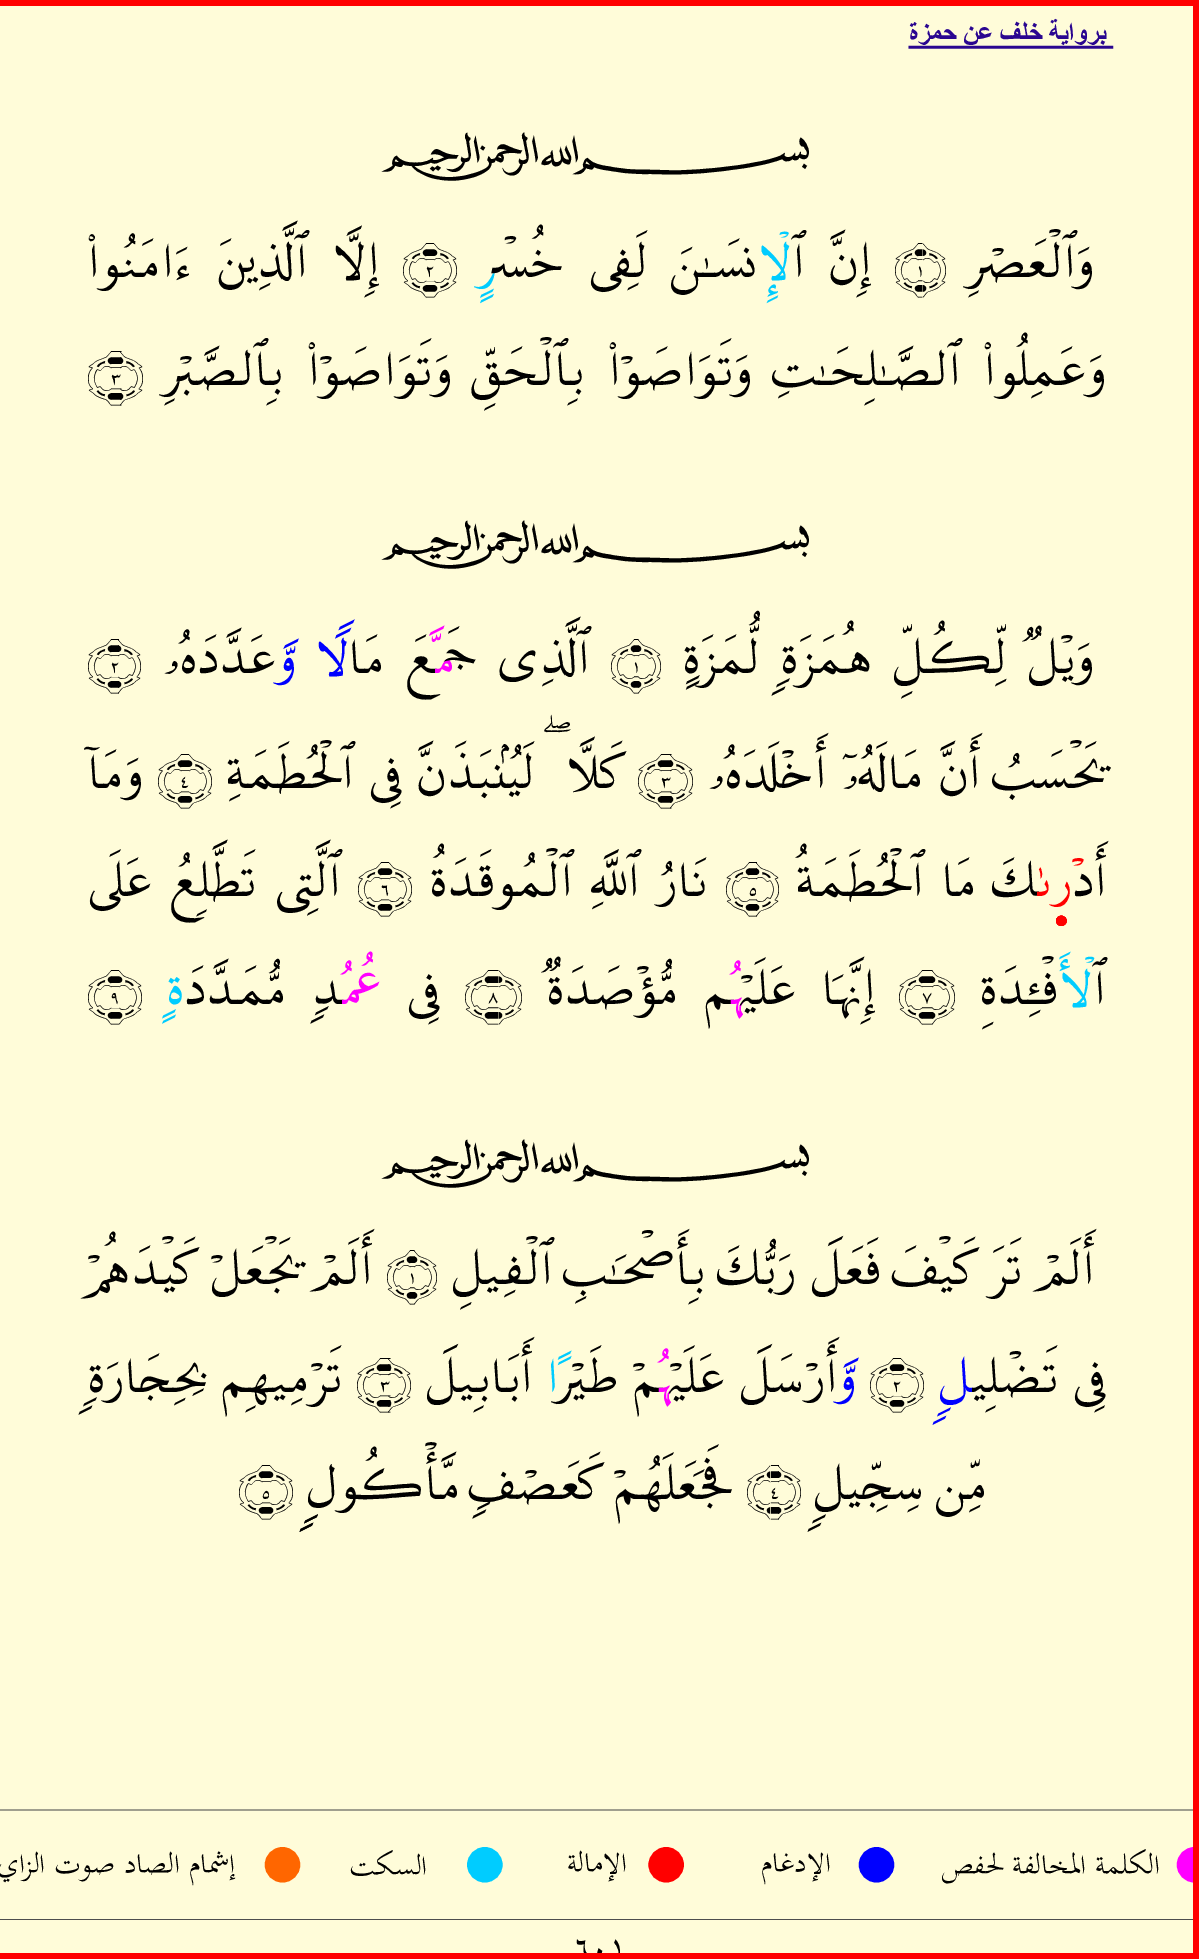 برواية خلف عن حمزة
بسم الله الرحمن الرحيم
وَٱلْعَصْرِ ١ إِنَّ ٱلْإِنسَـٰنَ لَفِى خُسْرٍ ٢ إِلَّا ٱلَّذِينَ ءَامَنُوا۟
وَعَمِلُوا۟ ٱلصَّـٰلِحَـٰتِ وَتَوَاصَوْا۟ بِٱلْحَقِّ وَتَوَاصَوْا۟ بِٱلصَّبْرِ ٣
بسم الله الرحمن الرحيم
وَيْلٌ لِّكُلِّ هُمَزَةٍ لُّمَزَةٍ ١ ٱلَّذِى جَمَّعَ مَالًا وَّعَدَّدَهُۥ ٢
يَحْسَبُ أَنَّ مَالَهُۥٓ أَخْلَدَهُۥ ٣ كَلَّا ۖ لَيُنۢبَذَنَّ فِى ٱلْحُطَمَةِ ٤ وَمَآ
أَدْرِىٰكَ مَا ٱلْحُطَمَةُ ٥ نَارُ ٱللَّهِ ٱلْمُوقَدَةُ ٦ ٱلَّتِى تَطَّلِعُ عَلَى
ٱلْأَفْـِٔدَةِ ٧ إِنَّهَا عَلَيْهُم مُّؤْصَدَةٌ ٨ فِى عُمُدٍ مُّمَدَّدَةٍ ٩
بسم الله الرحمن الرحيم
أَلَمْ تَرَ كَيْفَ فَعَلَ رَبُّكَ بِأَصْحَـٰبِ ٱلْفِيلِ ١ أَلَمْ يَجْعَلْ كَيْدَهُمْ
فِى تَضْلِيلٍ ٢ وَّأَرْسَلَ عَلَيْهُمْ طَيْرًا أَبَابِيلَ ٣ تَرْمِيهِم بِحِجَارَةٍ
مِّن سِجِّيلٍ ٤ فَجَعَلَهُمْ كَعَصْفٍ مَّأْكُولٍ ٥
الكلمة المخالفة لحفص الإدغام الإمالة السكت إشمام الصاد صوت الزاي
٦٠١